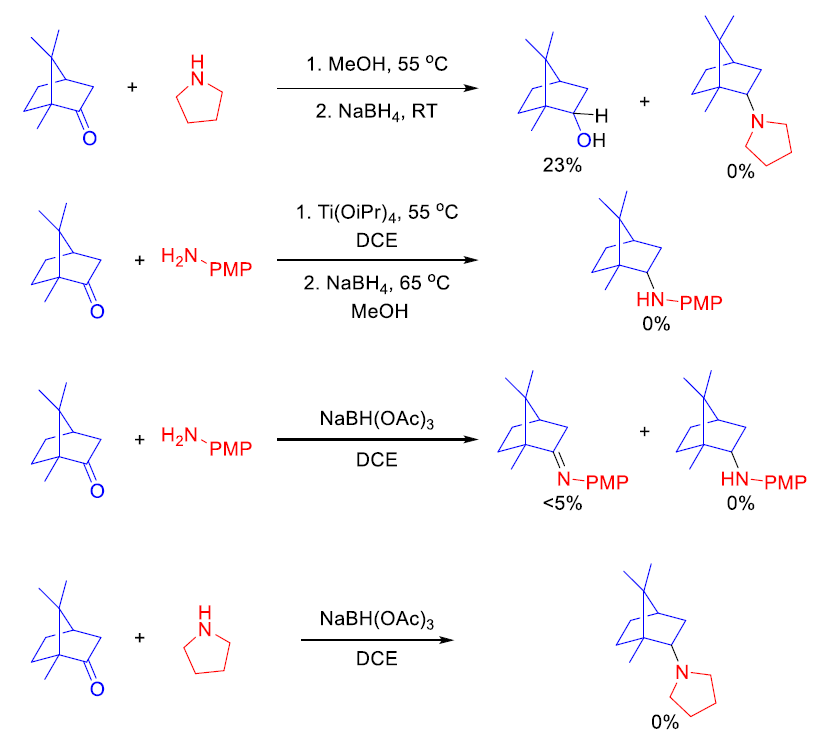 H
N
+
1. MeOH, 55 °C
2. NaBH₄, RT
O
H
OH
23%
+
N
0%
O
+
H₂N
PMP
1. Ti(OiPr)₄, 55 °C
DCE
2. NaBH₄, 65 °C
MeOH
HN
PMP
0%
O
+
H₂N
PMP
NaBH(OAc)₃
DCE
N
PMP
<5%
+
HN
PMP
0%
O
+
H
N
NaBH(OAc)₃
DCE
N
0%